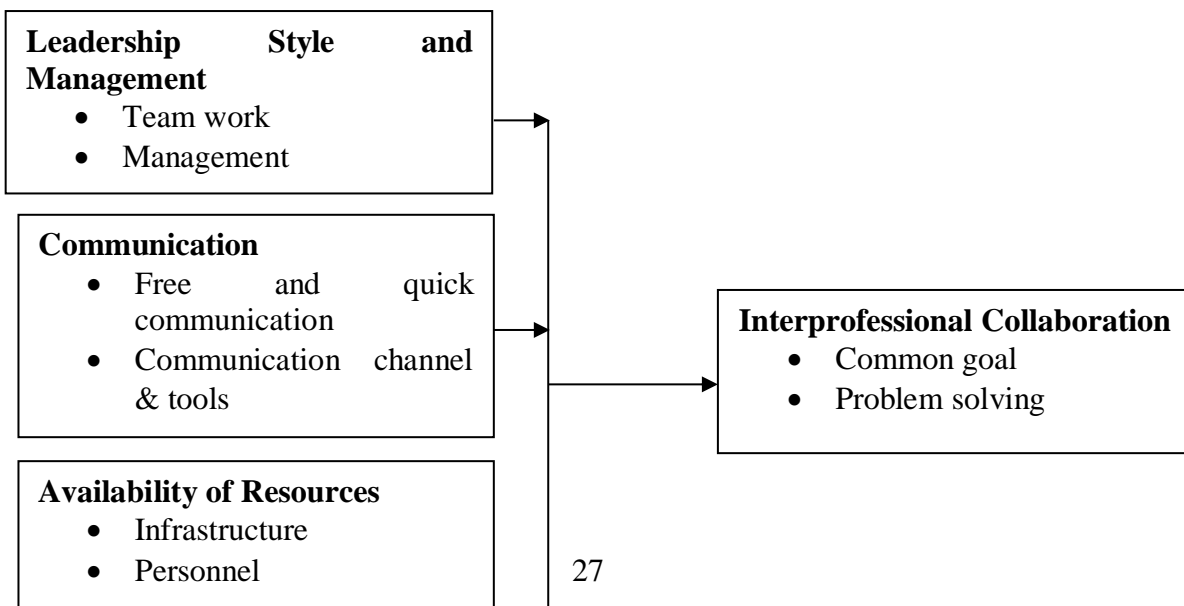 Leadership Style and
Management
• Team work
• Management
Communication
• Free and quick
communication
• Communication channel
& tools
Interprofessional Collaboration
• Common goal
• Problem solving
Availability of Resources
• Infrastructure
• Personnel
27